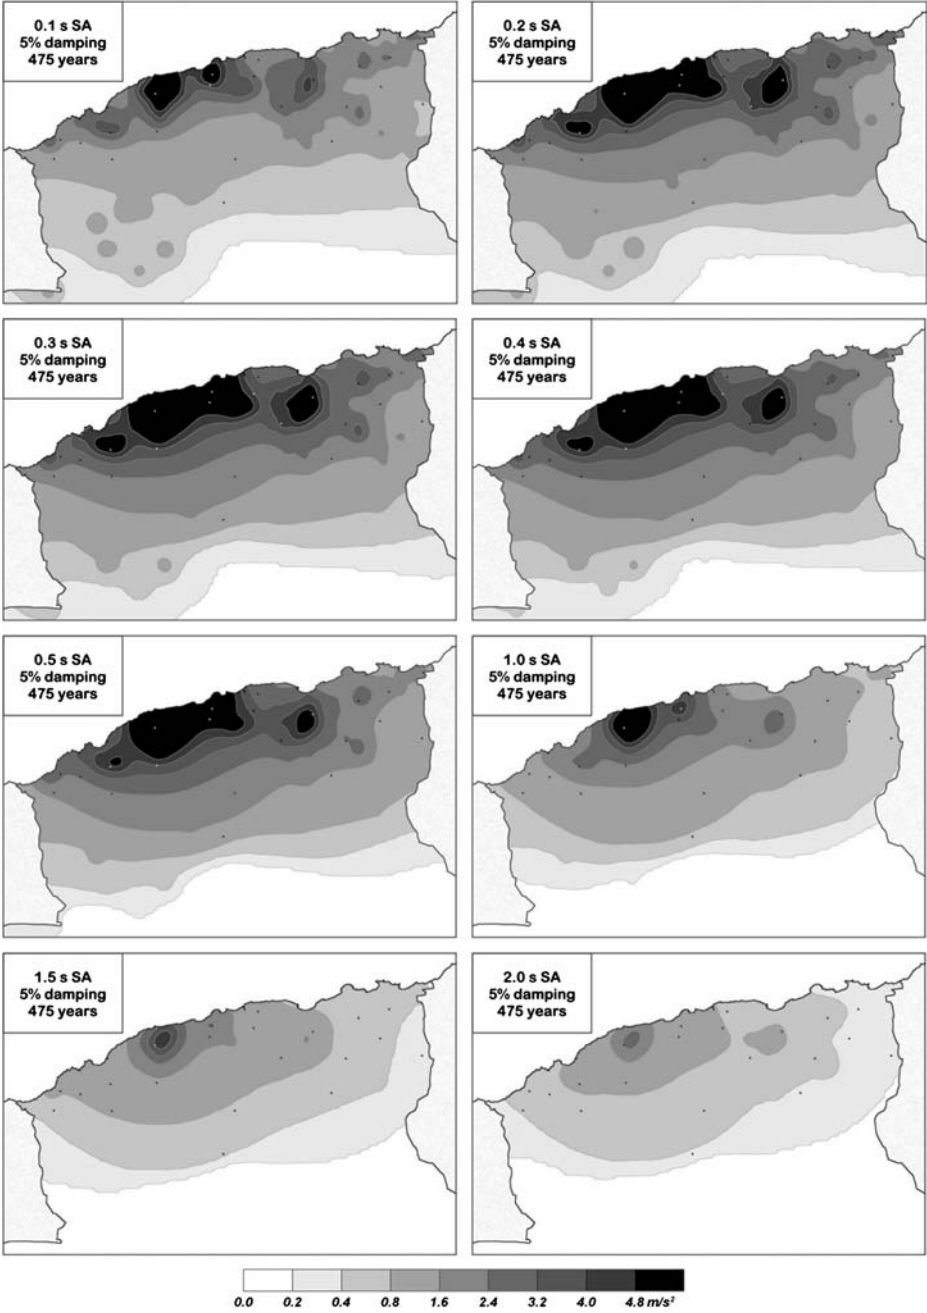 0.1 s SA
5% damping
475 years
0.2 s SA
5% damping
475 years
0.3 s SA
5% damping
475 years
0.4 s SA
5% damping
475 years
0.5 s SA
5% damping
475 years
1.0 s SA
5% damping
475 years
1.5 s SA
5% damping
475 years
2.0 s SA
5% damping
475 years
0.0 0.2 0.4 0.8 1.6 2.4 3.2 4.0 4.8 m/s²